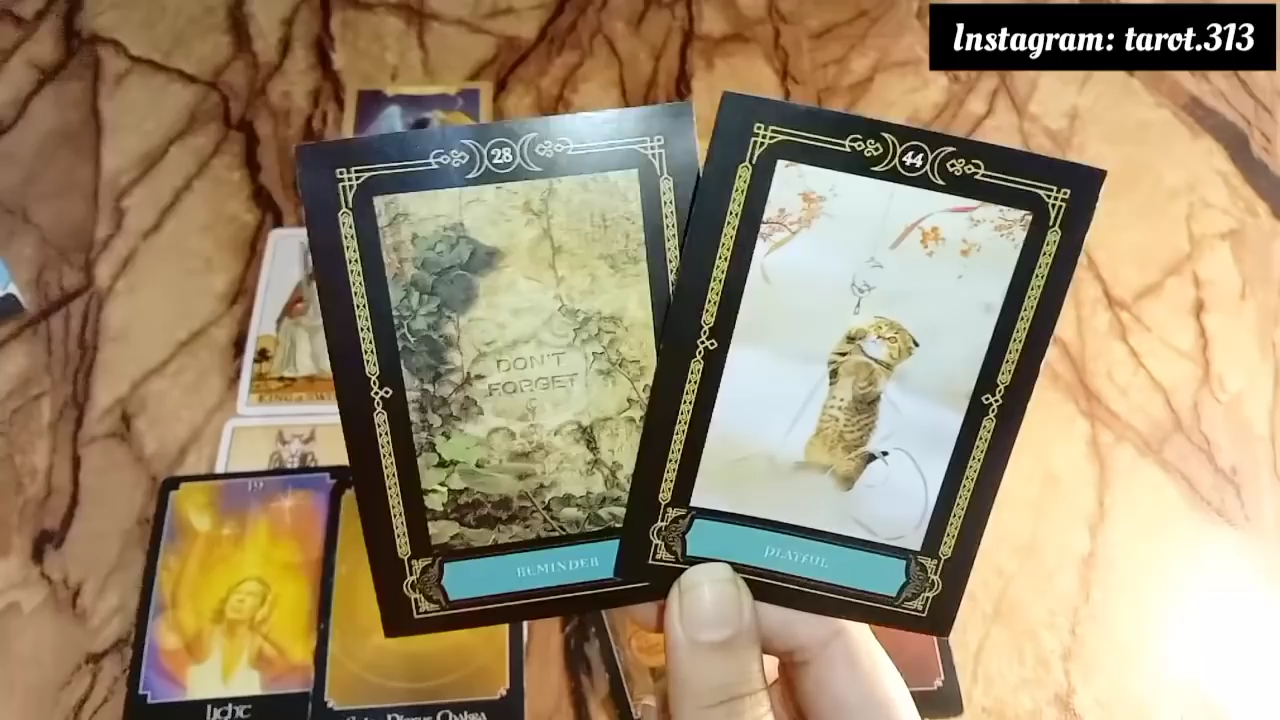 Instagram: tarot.313
28
44
DON'T
FORGET
REMINDER
PLAYFUL
19
Light